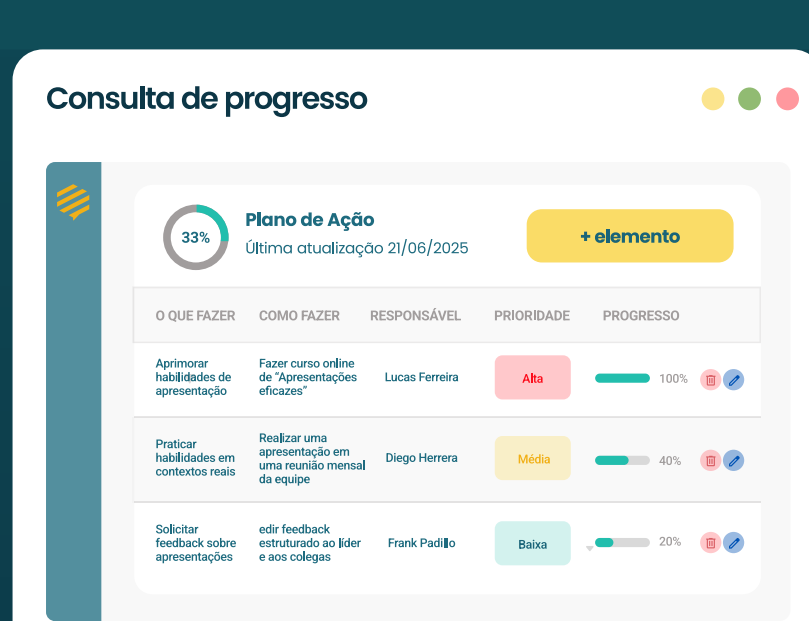 Consulta de progresso
33%
Plano de Ação
Última atualização 21/06/2025
+ elemento
O QUE FAZER COMO FAZER RESPONSÁVEL PRIORIDADE PROGRESSO
Aprimorar
habilidades de
apresentação
Fazer curso online
de “Apresentações
eficazes”
Lucas Ferreira
Alta
100%
Praticar
habilidades em
contextos reais
Realizar uma
apresentação em
uma reunião mensal
da equipe
Diego Herrera
Média
40%
Solicitar
feedback sobre
apresentações
edir feedback
estruturado ao líder
e aos colegas
Frank Padillo
Baixa
20%